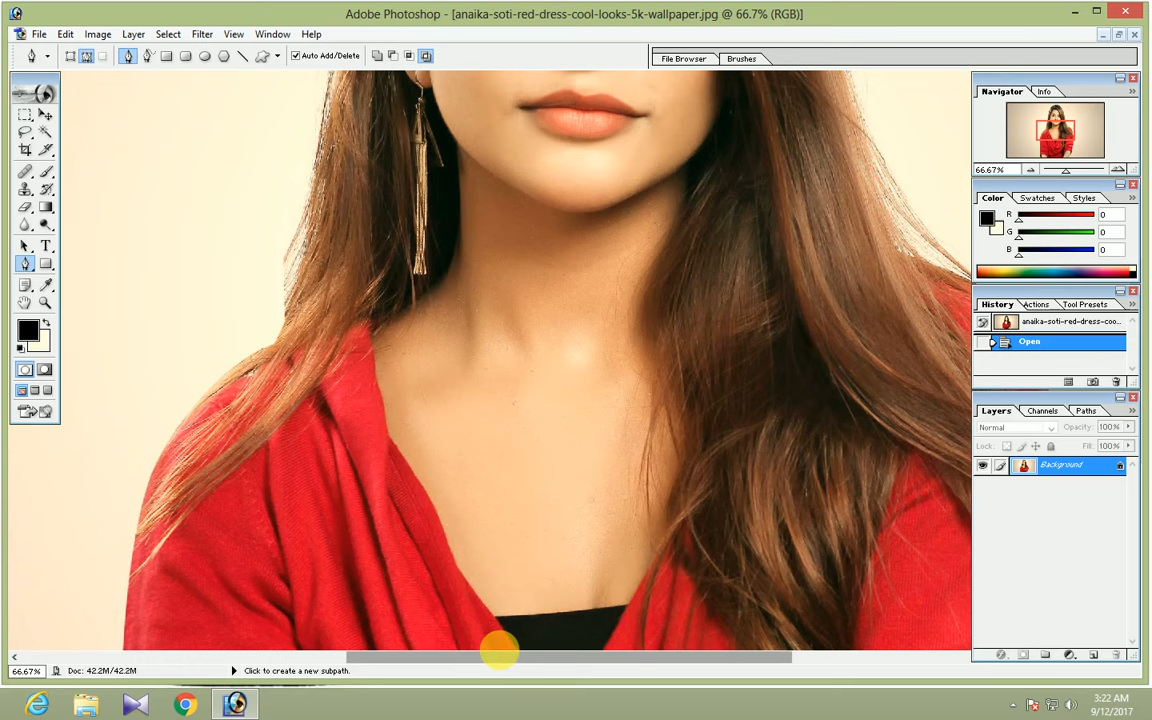 Adobe Photoshop - [anaika-soti-red-dress-cool-looks-5k-wallpaper.jpg @ 66.7% (RGB)]
File Edit Image Layer Select Filter View Window Help
Auto Add/Delete
File Browser Brushes
Navigator Info
66.67%
Color Swatches Styles
R 0
G 0
B 0
History Actions Tool Presets
anaika-soti-red-dress-coo...
Open
Layers Channels Paths
Normal Opacity: 100%
Lock: Fill: 100%
Background
66.67% Doc: 42.2M/42.2M Click to create a new subpath.
3:22 AM
9/12/2017